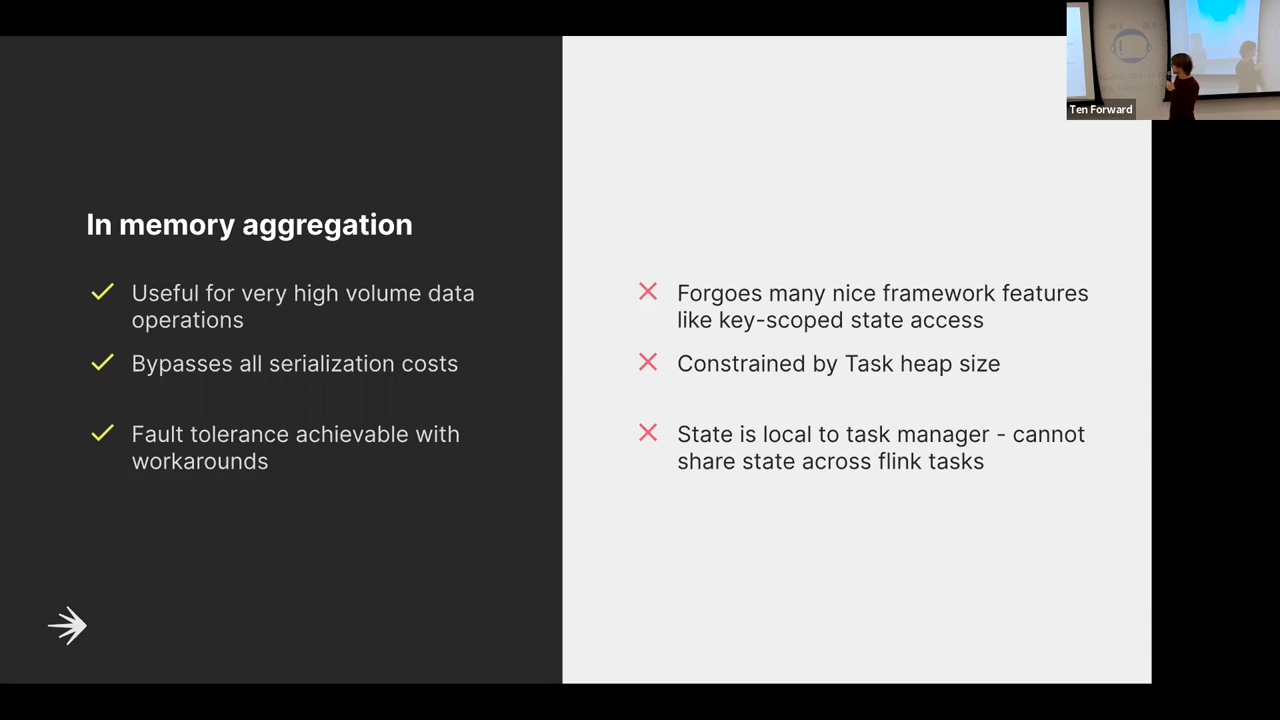 In memory aggregation
Useful for very high volume data
operations
Bypasses all serialization costs
Fault tolerance achievable with
workarounds
Forgoes many nice framework features
like key-scoped state access
Constrained by Task heap size
State is local to task manager - cannot
share state across flink tasks
Ten Forward